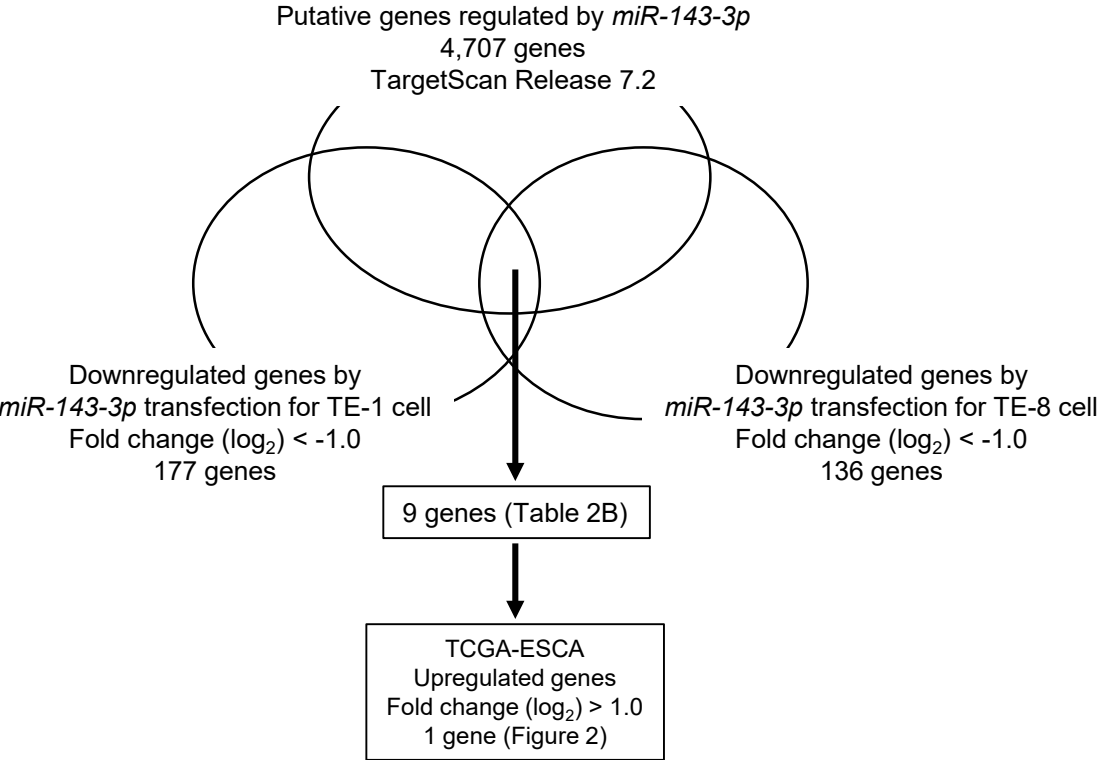 Putative genes regulated by miR-143-3p
4,707 genes
TargetScan Release 7.2
Downregulated genes by
miR-143-3p transfection for TE-1 cell
Fold change (log2) < -1.0
177 genes
Downregulated genes by
miR-143-3p transfection for TE-8 cell
Fold change (log2) < -1.0
136 genes
9 genes (Table 2B)
TCGA-ESCA
Upregulated genes
Fold change (log2) > 1.0
1 gene (Figure 2)